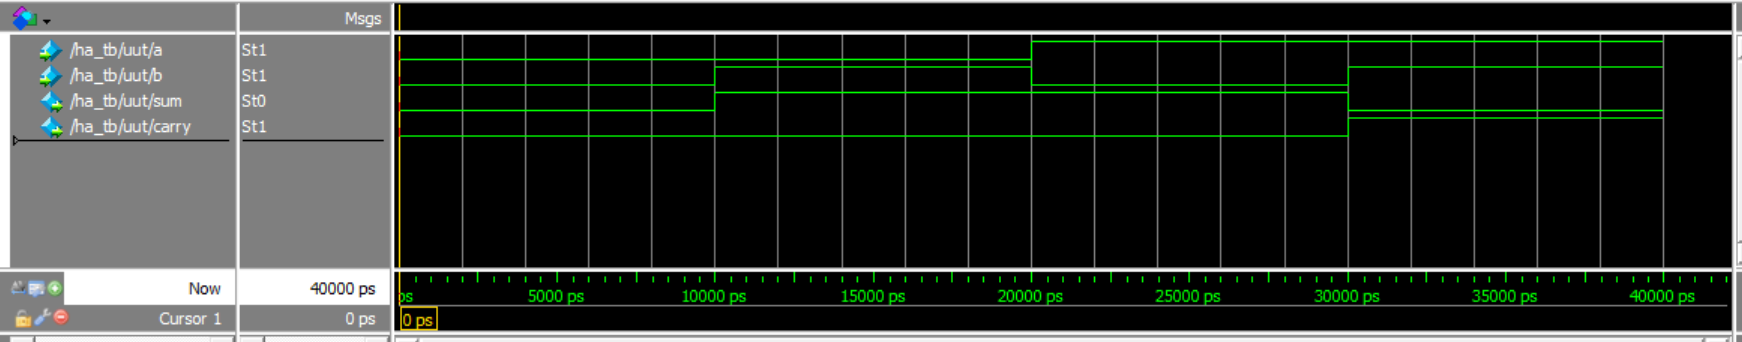 Msgs
/ha_tb/uut/a St1
/ha_tb/uut/b St1
/ha_tb/uut/sum St0
/ha_tb/uut/carry St1
Now 40000 ps ps 5000 ps 10000 ps 15000 ps 20000 ps 25000 ps 30000 ps 35000 ps 40000 ps
Cursor 1 0 ps 0 ps